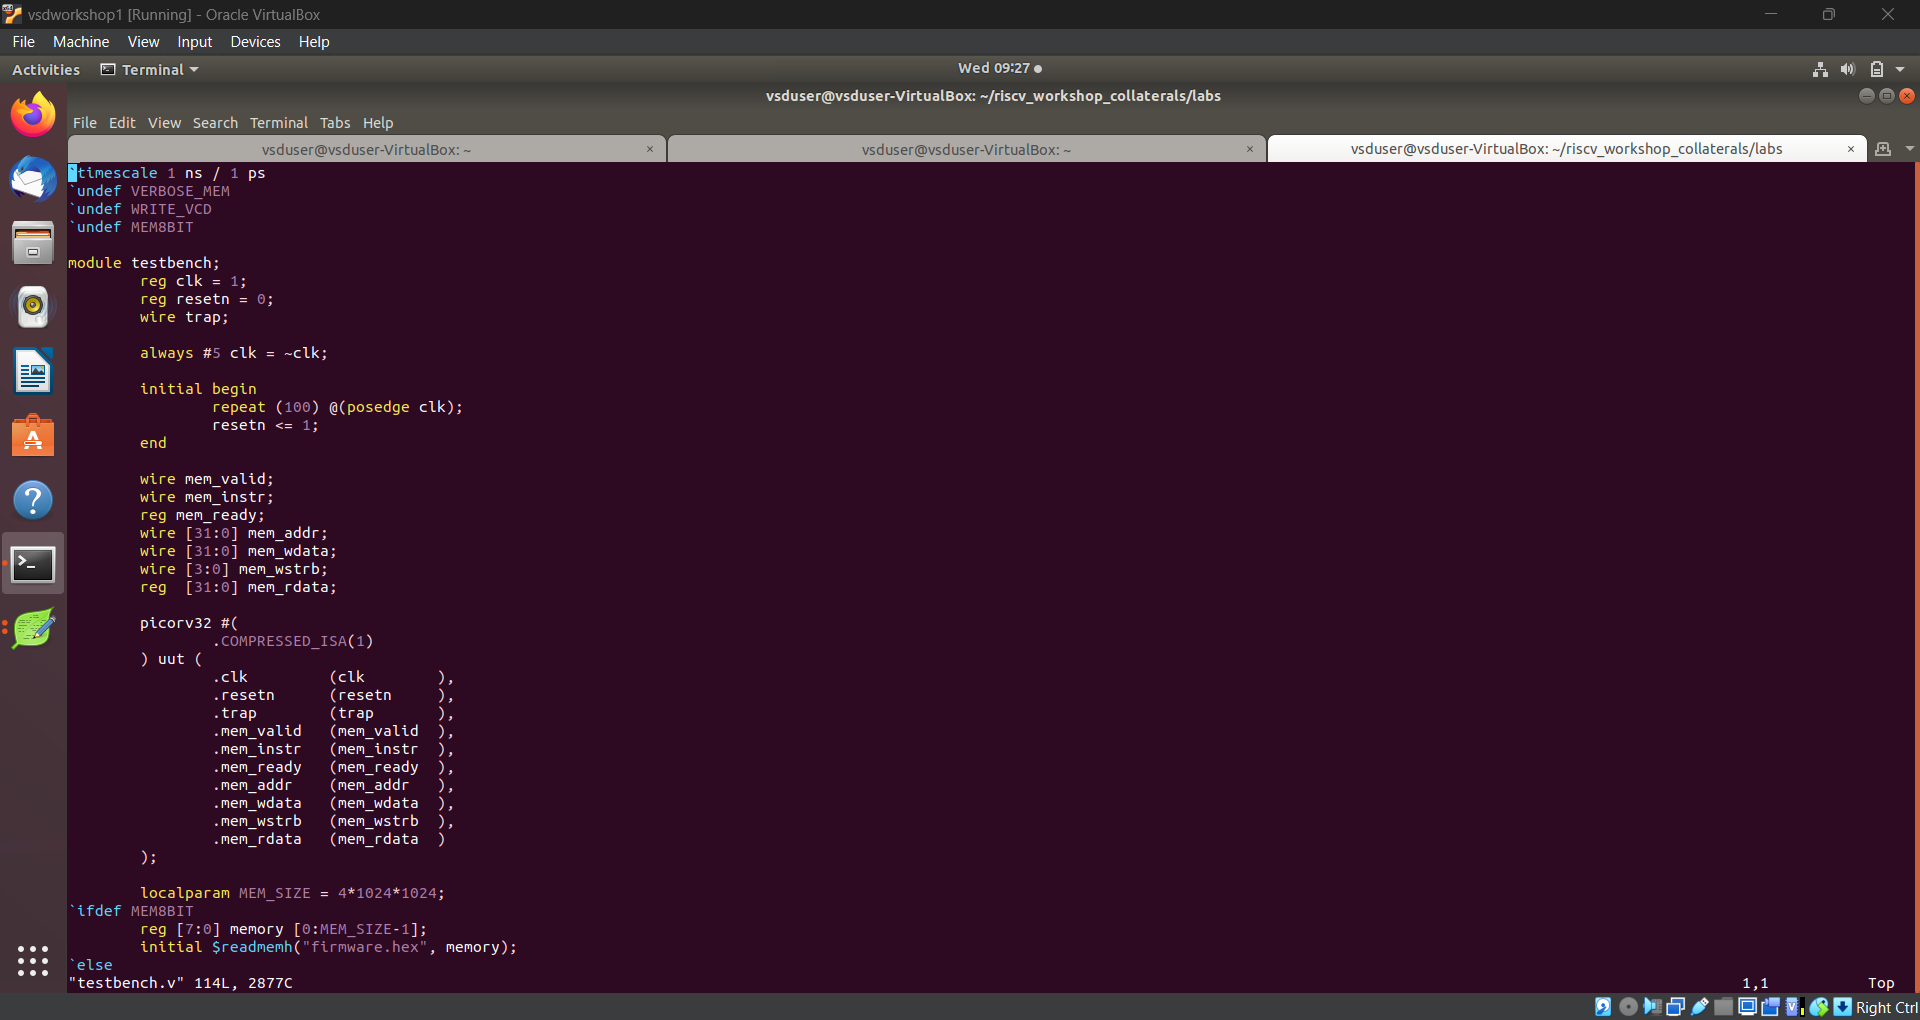 vsdworkshop1 [Running] - Oracle VirtualBox
File Machine View Input Devices Help
Activities Terminal Wed 09:27
vsduser@vsduser-VirtualBox: ~/riscv_workshop_collaterals/labs
File Edit View Search Terminal Tabs Help
vsduser@vsduser-VirtualBox: ~ × vsduser@vsduser-VirtualBox: ~ × vsduser@vsduser-VirtualBox: ~/riscv_workshop_collaterals/labs ×
`timescale 1 ns / 1 ps
`undef VERBOSE_MEM
`undef WRITE_VCD
`undef MEM8BIT
module testbench;
reg clk = 1;
reg resetn = 0;
wire trap;
always #5 clk = ~clk;
initial begin
repeat (100) @(posedge clk);
resetn <= 1;
end
wire mem_valid;
wire mem_instr;
reg mem_ready;
wire [31:0] mem_addr;
wire [31:0] mem_wdata;
wire [3:0] mem_wstrb;
reg  [31:0] mem_rdata;
picorv32 #(
.COMPRESSED_ISA(1)
) uut (
.clk         (clk        ),
.resetn      (resetn     ),
.trap        (trap       ),
.mem_valid   (mem_valid  ),
.mem_instr   (mem_instr  ),
.mem_ready   (mem_ready  ),
.mem_addr    (mem_addr   ),
.mem_wdata   (mem_wdata  ),
.mem_wstrb   (mem_wstrb  ),
.mem_rdata   (mem_rdata  )
);
localparam MEM_SIZE = 4*1024*1024;
`ifdef MEM8BIT
reg [7:0] memory [0:MEM_SIZE-1];
initial $readmemh("firmware.hex", memory);
`else
"testbench.v" 114L, 2877C 1,1 Top
Right Ctrl